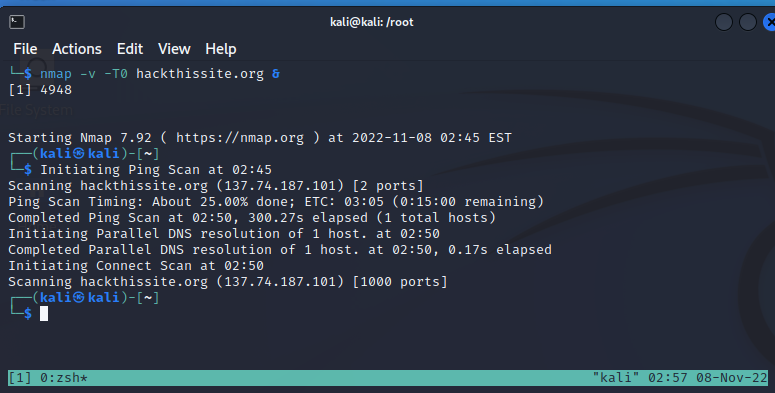 kali@kali: /root
File Actions Edit View Help
└─$ nmap -v -T0 hackthissite.org &
[1] 4948
File System
Starting Nmap 7.92 ( https://nmap.org ) at 2022-11-08 02:45 EST
┌──(kali㉿kali)-[~]
└─$ Initiating Ping Scan at 02:45
Scanning hackthissite.org (137.74.187.101) [2 ports]
Ping Scan Timing: About 25.00% done; ETC: 03:05 (0:15:00 remaining)
Completed Ping Scan at 02:50, 300.27s elapsed (1 total hosts)
Initiating Parallel DNS resolution of 1 host. at 02:50
Completed Parallel DNS resolution of 1 host. at 02:50, 0.17s elapsed
Initiating Connect Scan at 02:50
Scanning hackthissite.org (137.74.187.101) [1000 ports]
┌──(kali㉿kali)-[~]
└─$
[1] 0:zsh* "kali" 02:57 08-Nov-22